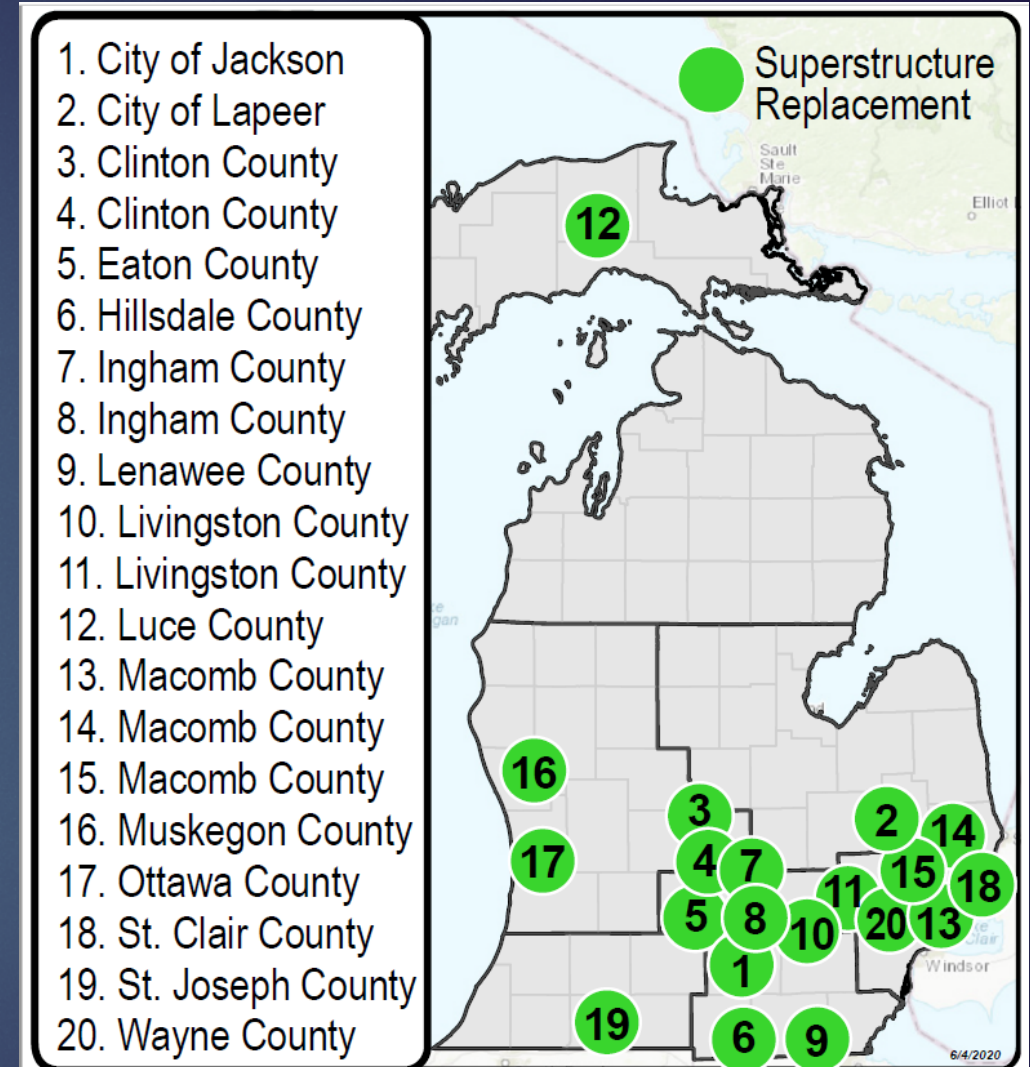 1. City of Jackson
2. City of Lapeer
3. Clinton County
4. Clinton County
5. Eaton County
6. Hillsdale County
7. Ingham County
8. Ingham County
9. Lenawee County
10. Livingston County
11. Livingston County
12. Luce County
13. Macomb County
14. Macomb County
15. Macomb County
16. Muskegon County
17. Ottawa County
18. St. Clair County
19. St. Joseph County
20. Wayne County
Superstructure
Replacement
Sault
Ste
Marie
Elliot
12
16
3
2
14
17
4
7
15
18
11
5
8
10
20
13
Clair
1
Windsor
19
6
9
6/4/2020